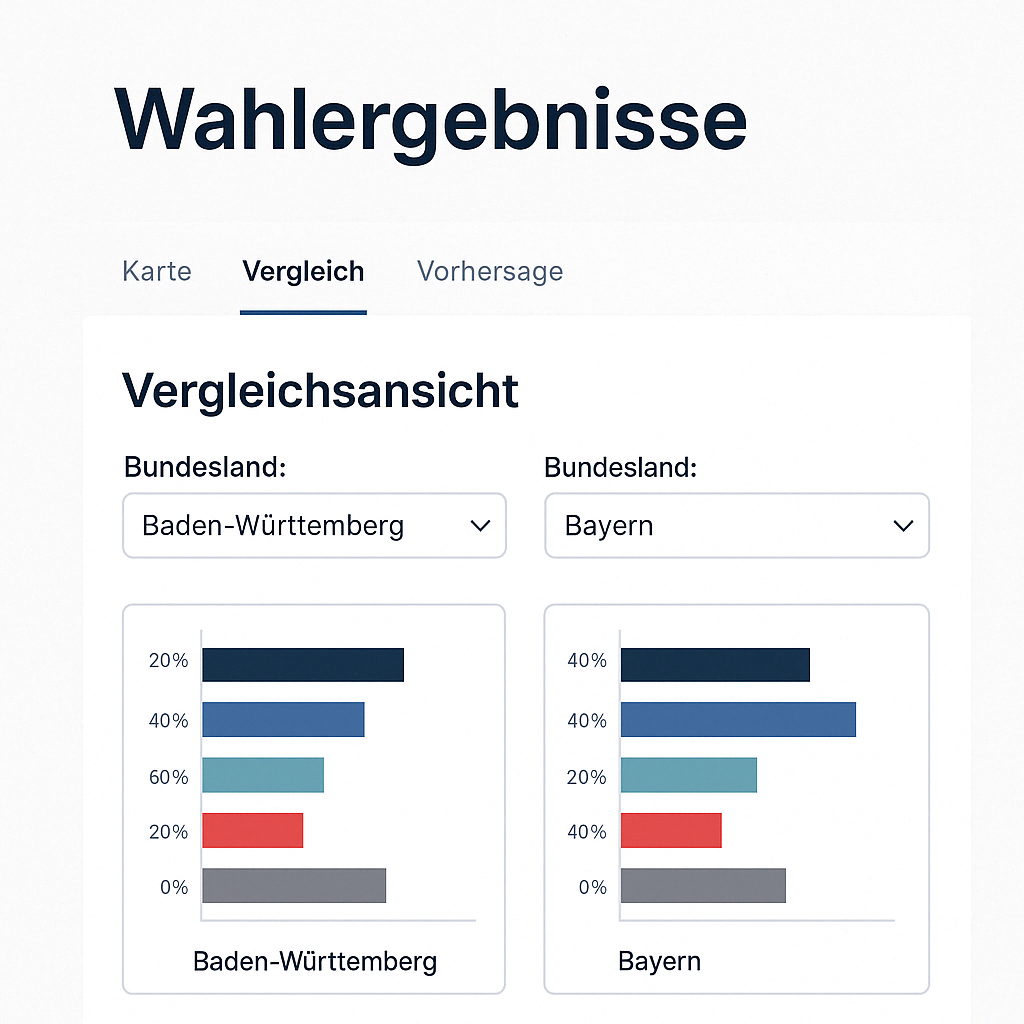 Wahlergebnisse
Karte Vergleich Vorhersage
Vergleichsansicht
Bundesland:
Baden-Württemberg
Bundesland:
Bayern
20%
40%
60%
20%
0%
Baden-Württemberg
40%
40%
20%
40%
0%
Bayern